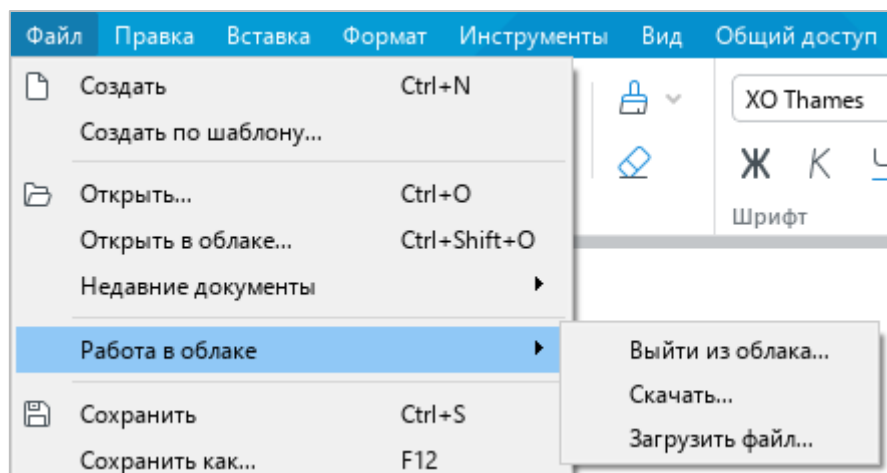 Файл Правка Вставка Формат Инструменты Вид Общий доступ
Создать Ctrl+N
Создать по шаблону...
Открыть... Ctrl+O
Открыть в облаке... Ctrl+Shift+O
Недавние документы
Работа в облаке
Сохранить Ctrl+S
Сохранить как... F12
Выйти из облака...
Скачать...
Загрузить файл...
XO Thames
Ж К Ч
Шрифт